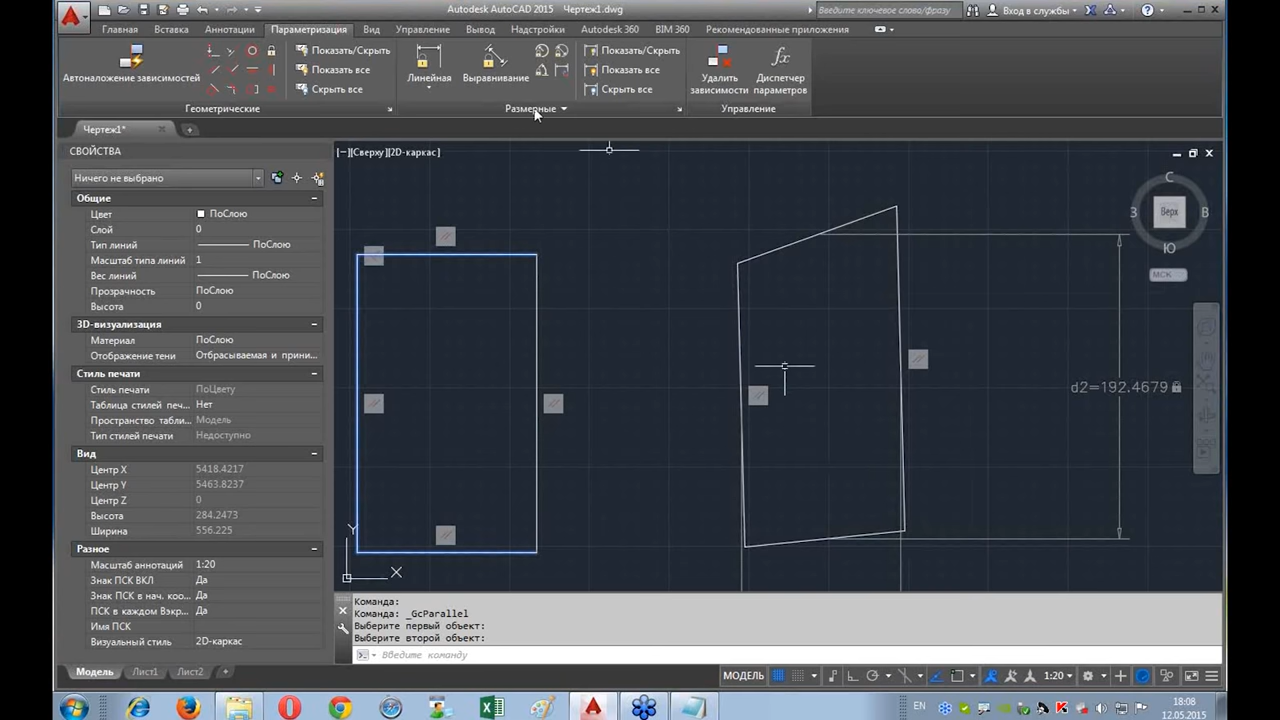 Autodesk AutoCAD 2015 Чертеж1.dwg
Введите ключевое слово/фразу
Вход в службы
Главная Вставка Аннотации Параметризация Вид Управление Вывод Надстройки Autodesk 360 BIM 360 Рекомендованные приложения
Автоналожение зависимостей
Показать/Скрыть
Показать все
Скрыть все
Линейная
Выравнивание
Показать/Скрыть
Показать все
Скрыть все
Удалить зависимости
Диспетчер параметров
Геометрические
Размерные
Управление
Чертеж1*
СВОЙСТВА
[−][Сверху][2D-каркас]
Ничего не выбрано
Общие
Цвет ПоСлою
Слой 0
Тип линий ПоСлою
Масштаб типа линий 1
Вес линий ПоСлою
Прозрачность ПоСлою
Высота 0
3D-визуализация
Материал ПоСлою
Отображение тени Отбрасываемая и прини...
Стиль печати
Стиль печати ПоЦвету
Таблица стилей печ... Нет
Пространство табли... Модель
Тип стилей печати Недоступно
Вид
Центр X 5418.4217
Центр Y 5463.8237
Центр Z 0
Высота 284.2473
Ширина 556.225
Разное
Масштаб аннотаций 1:20
Знак ПСК ВКЛ Да
Знак ПСК в нач. коо... Да
ПСК в каждом Вэкр... Да
Имя ПСК
Визуальный стиль 2D-каркас
С
З Верх В
Ю
МСК
d2=192.4679
Y
X
Команда:
Команда: _GcParallel
Выберите первый объект:
Выберите второй объект:
Введите команду
Модель Лист1 Лист2
МОДЕЛЬ
1:20
EN
18:08
12.05.2015